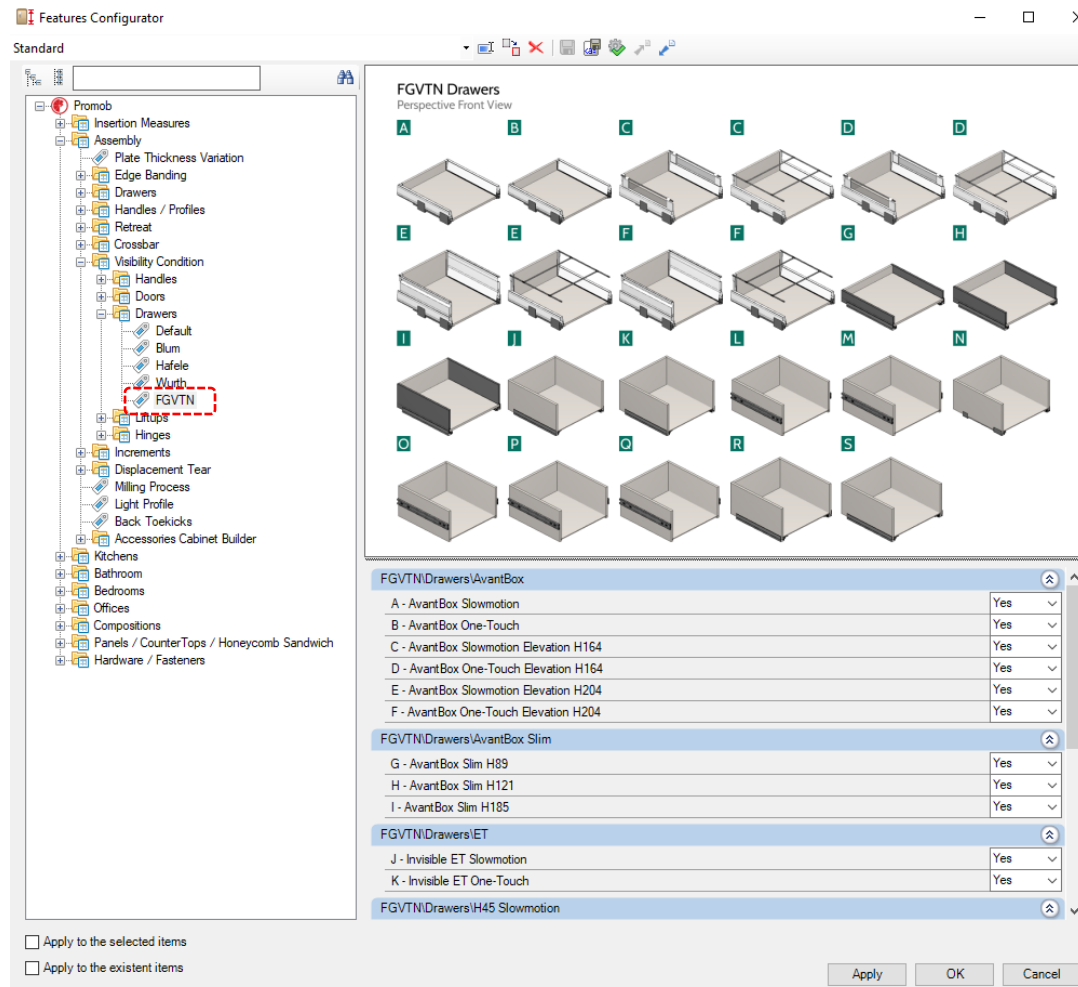 Features Configurator
Standard
Promob
Insertion Measures
Assembly
Plate Thickness Variation
Edge Banding
Drawers
Handles / Profiles
Retreat
Crossbar
Visibility Condition
Handles
Doors
Drawers
Default
Blum
Hafele
Wurth
FGVTN
Liftups
Hinges
Increments
Displacement Tear
Milling Process
Light Profile
Back Toekicks
Accessories Cabinet Builder
Kitchens
Bathroom
Bedrooms
Offices
Compositions
Panels / CounterTops / Honeycomb Sandwich
Hardware / Fasteners
FGVTN Drawers
Perspective Front View
A B C C D D
E E F F G H
I J K L M N
O P Q R S
FGVTN\Drawers\AvantBox
A - AvantBox Slowmotion Yes
B - AvantBox One-Touch Yes
C - AvantBox Slowmotion Elevation H164 Yes
D - AvantBox One-Touch Elevation H164 Yes
E - AvantBox Slowmotion Elevation H204 Yes
F - AvantBox One-Touch Elevation H204 Yes
FGVTN\Drawers\AvantBox Slim
G - AvantBox Slim H89 Yes
H - AvantBox Slim H121 Yes
I - AvantBox Slim H185 Yes
FGVTN\Drawers\ET
J - Invisible ET Slowmotion Yes
K - Invisible ET One-Touch Yes
FGVTN\Drawers\H45 Slowmotion
Apply to the selected items
Apply to the existent items
Apply OK Cancel